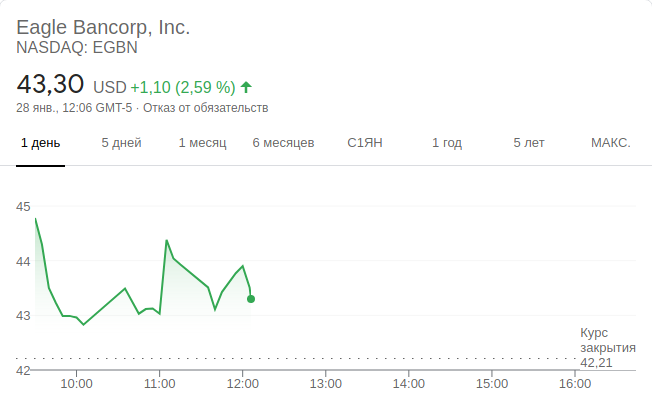 Eagle Bancorp, Inc.
NASDAQ: EGBN
43,30 USD +1,10 (2,59 %)
28 янв., 12:06 GMT-5 · Отказ от обязательств
1 день 5 дней 1 месяц 6 месяцев С1ЯН 1 год 5 лет МАКС.
45
44
43
Курс
закрытия
42,21
42
10:00 11:00 12:00 13:00 14:00 15:00 16:00